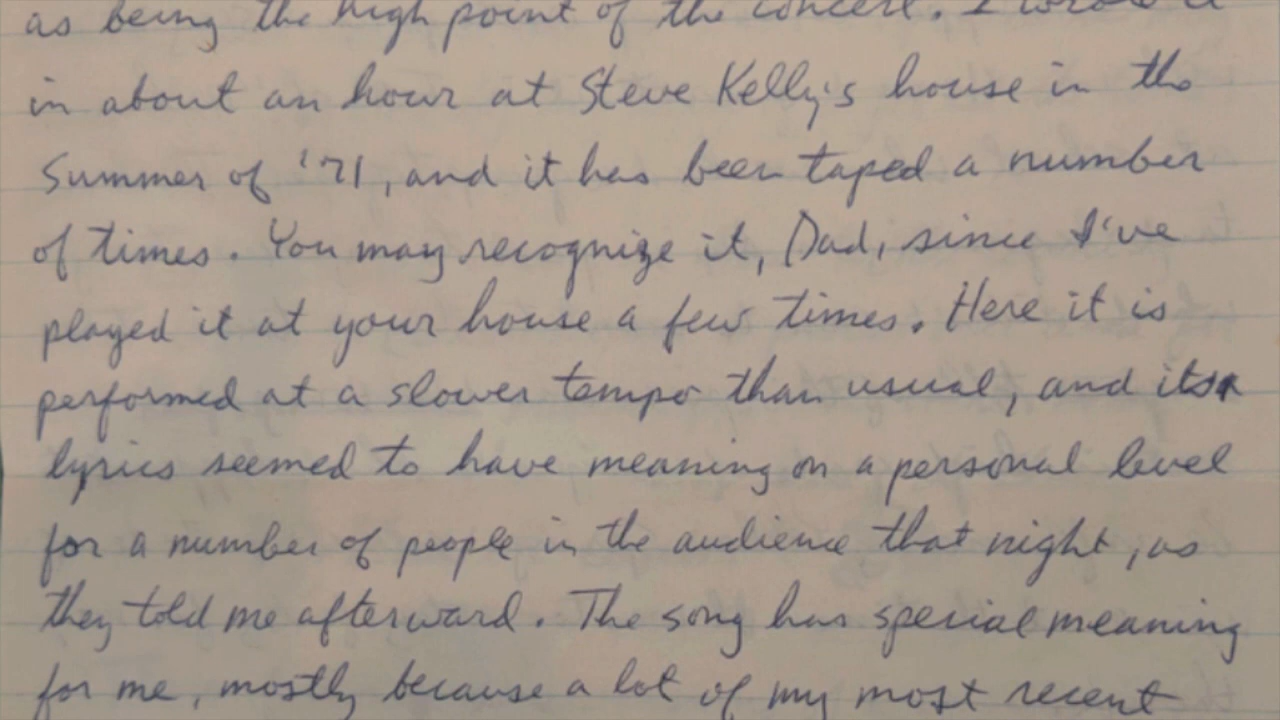 as being the high point of the concert. I wrote it
in about an hour at Steve Kelly's house in the
Summer of '71, and it has been taped a number
of times. You may recognize it, Dad, since I've
played it at your house a few times. Here it is
performed at a slower tempo than usual, and its
lyrics seemed to have meaning on a personal level
for a number of people in the audience that night, as
they told me afterward. The song has special meaning
for me, mostly because a lot of my most recent